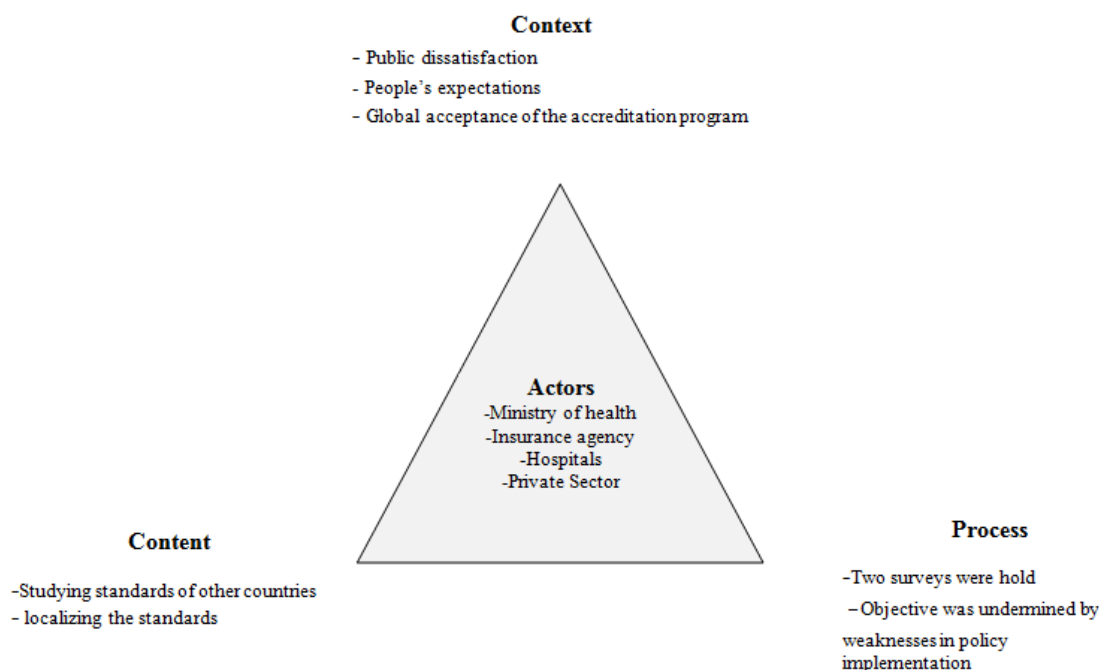 Context
- Public dissatisfaction
- People's expectations
- Global acceptance of the accreditation program
Actors
-Ministry of health
-Insurance agency
-Hospitals
-Private Sector
Content
-Studying standards of other countries
- localizing the standards
Process
-Two surveys were hold
-Objective was undermined by
weaknesses in policy
implementation